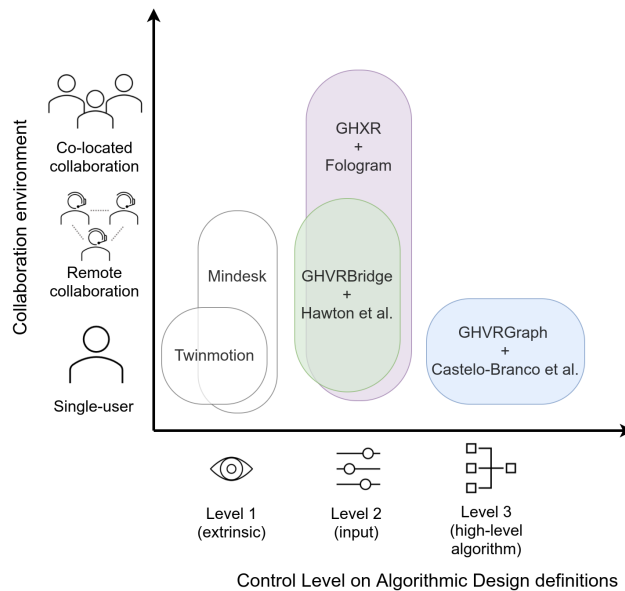 Collaboration environment
Co-located
collaboration
Remote
collaboration
Single-user
GHXR
+
Fologram
Mindesk
GHVRBridge
+
Hawton et al.
Twinmotion
GHVRGraph
+
Castelo-Branco et al.
Level 1
(extrinsic)
Level 2
(input)
Level 3
(high-level
algorithm)
Control Level on Algorithmic Design definitions